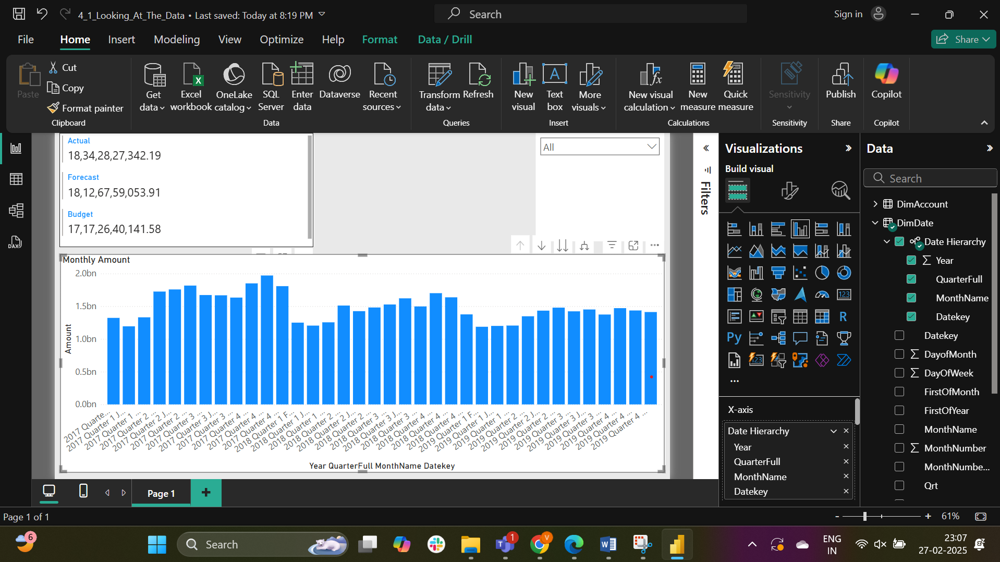 4_1_Looking_At_The_Data • Last saved: Today at 8:19 PM
Search
Sign in
File
Home
Insert
Modeling
View
Optimize
Help
Format
Data / Drill
Share
Paste
Cut
Copy
Format painter
Clipboard
Get data
Excel workbook
OneLake catalog
SQL Server
Enter data
Dataverse
Recent sources
Data
Transform data
Refresh
Queries
New visual
Text box
More visuals
Insert
New visual calculation
New measure
Quick measure
Calculations
Sensitivity
Sensitivity
Publish
Share
Copilot
Copilot
Actual
18,34,28,27,342.19
Forecast
18,12,67,59,053.91
Budget
17,17,26,40,141.58
All
Monthly Amount
2.0bn
1.5bn
1.0bn
0.5bn
0.0bn
Amount
2017 Quarte...
2017 Quarter 1 J...
2017 Quarter 1 ...
2017 Quarter 2 ...
2017 Quarter 2 J...
2017 Quarter 2 ...
2017 Quarter 3 ...
2017 Quarter 3 J...
2017 Quarter 3 ...
2017 Quarter 4 ...
2017 Quarter 4 ...
2017 Quarter 4 ...
2018 Quarter 1 F...
2018 Quarter 1 J...
2018 Quarter 1 ...
2018 Quarter 2 ...
2018 Quarter 2 J...
2018 Quarter 2 ...
2018 Quarter 3 ...
2018 Quarter 3 J...
2018 Quarter 3 ...
2018 Quarter 4 ...
2018 Quarter 4 ...
2018 Quarter 4 ...
2019 Quarter 1 F...
2019 Quarter 1 J...
2019 Quarter 1 ...
2019 Quarter 2 ...
2019 Quarter 2 J...
2019 Quarter 2 ...
2019 Quarter 3 ...
2019 Quarter 3 J...
2019 Quarter 3 ...
2019 Quarter 4 ...
2019 Quarter 4 ...
2019 Quarter 4 ...
Year QuarterFull MonthName Datekey
Filters
Visualizations
Build visual
123
R
Py
123
X-axis
Date Hierarchy
Year
QuarterFull
MonthName
Datekey
Data
Search
DimAccount
DimDate
Date Hierarchy
Year
QuarterFull
MonthName
Datekey
Datekey
DayofMonth
DayOfWeek
FirstOfMonth
FirstOfYear
MonthName
MonthNumber
MonthNumbe...
Qrt
DAX
Page 1
Page 1 of 1
61%
6
Search
1
V
ENG
IN
23:07
27-02-2025